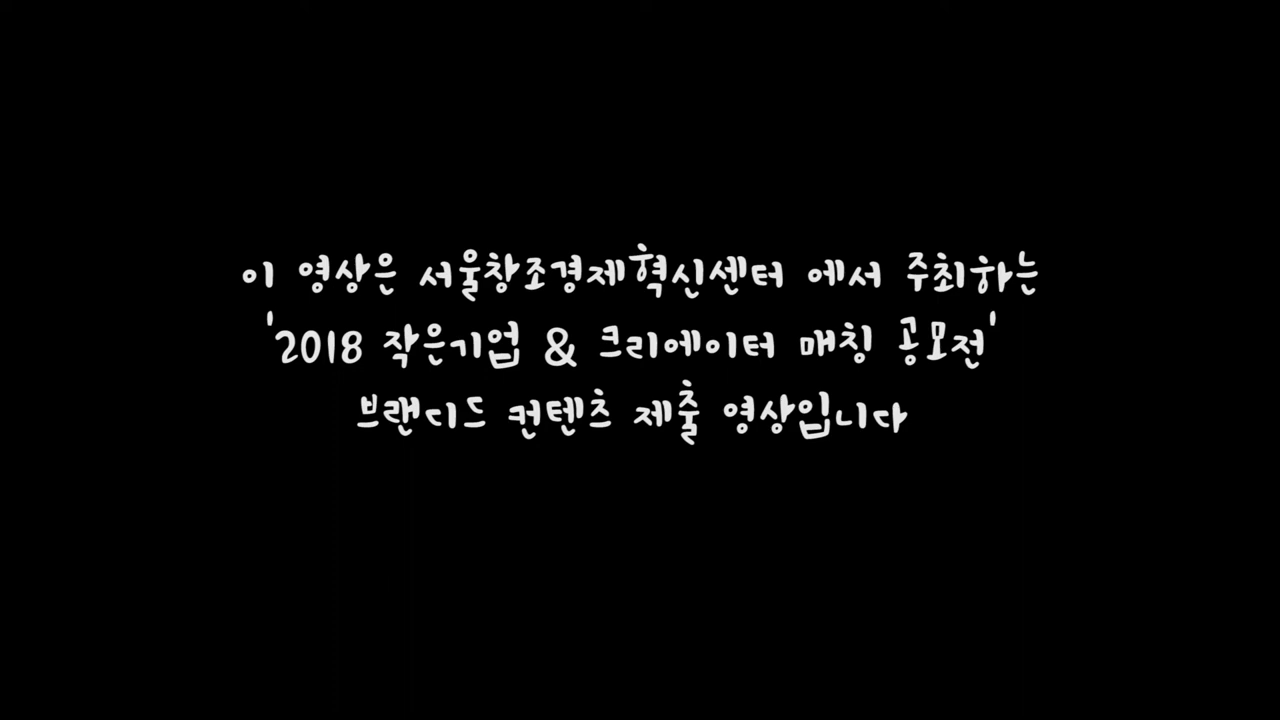 이 영상은 서울창조경제혁신센터 에서 주최하는
'2018 작은기업 & 크리에이터 매칭 공모전'
브랜디드 컨텐츠 제출 영상입니다